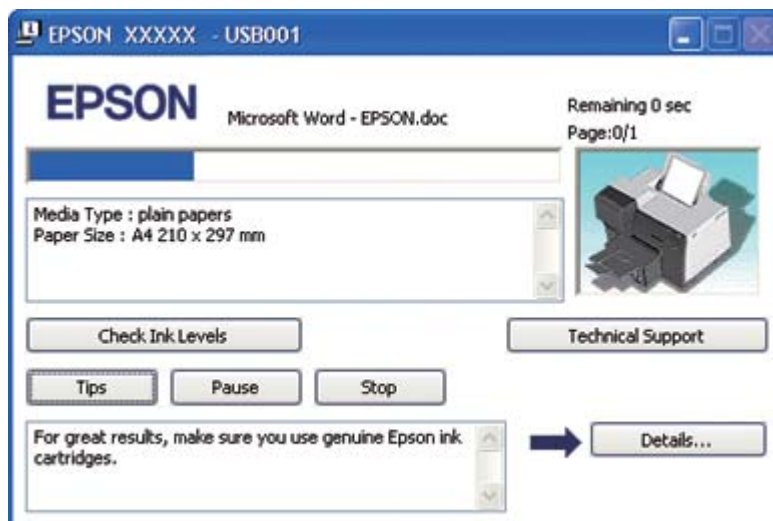 EPSON XXXXX - USB001
EPSON
Microsoft Word - EPSON.doc
Remaining 0 sec
Page:0/1
Media Type : plain papers
Paper Size : A4 210 x 297 mm
Check Ink Levels
Technical Support
Tips
Pause
Stop
For great results, make sure you use genuine Epson ink
cartridges.
Details...